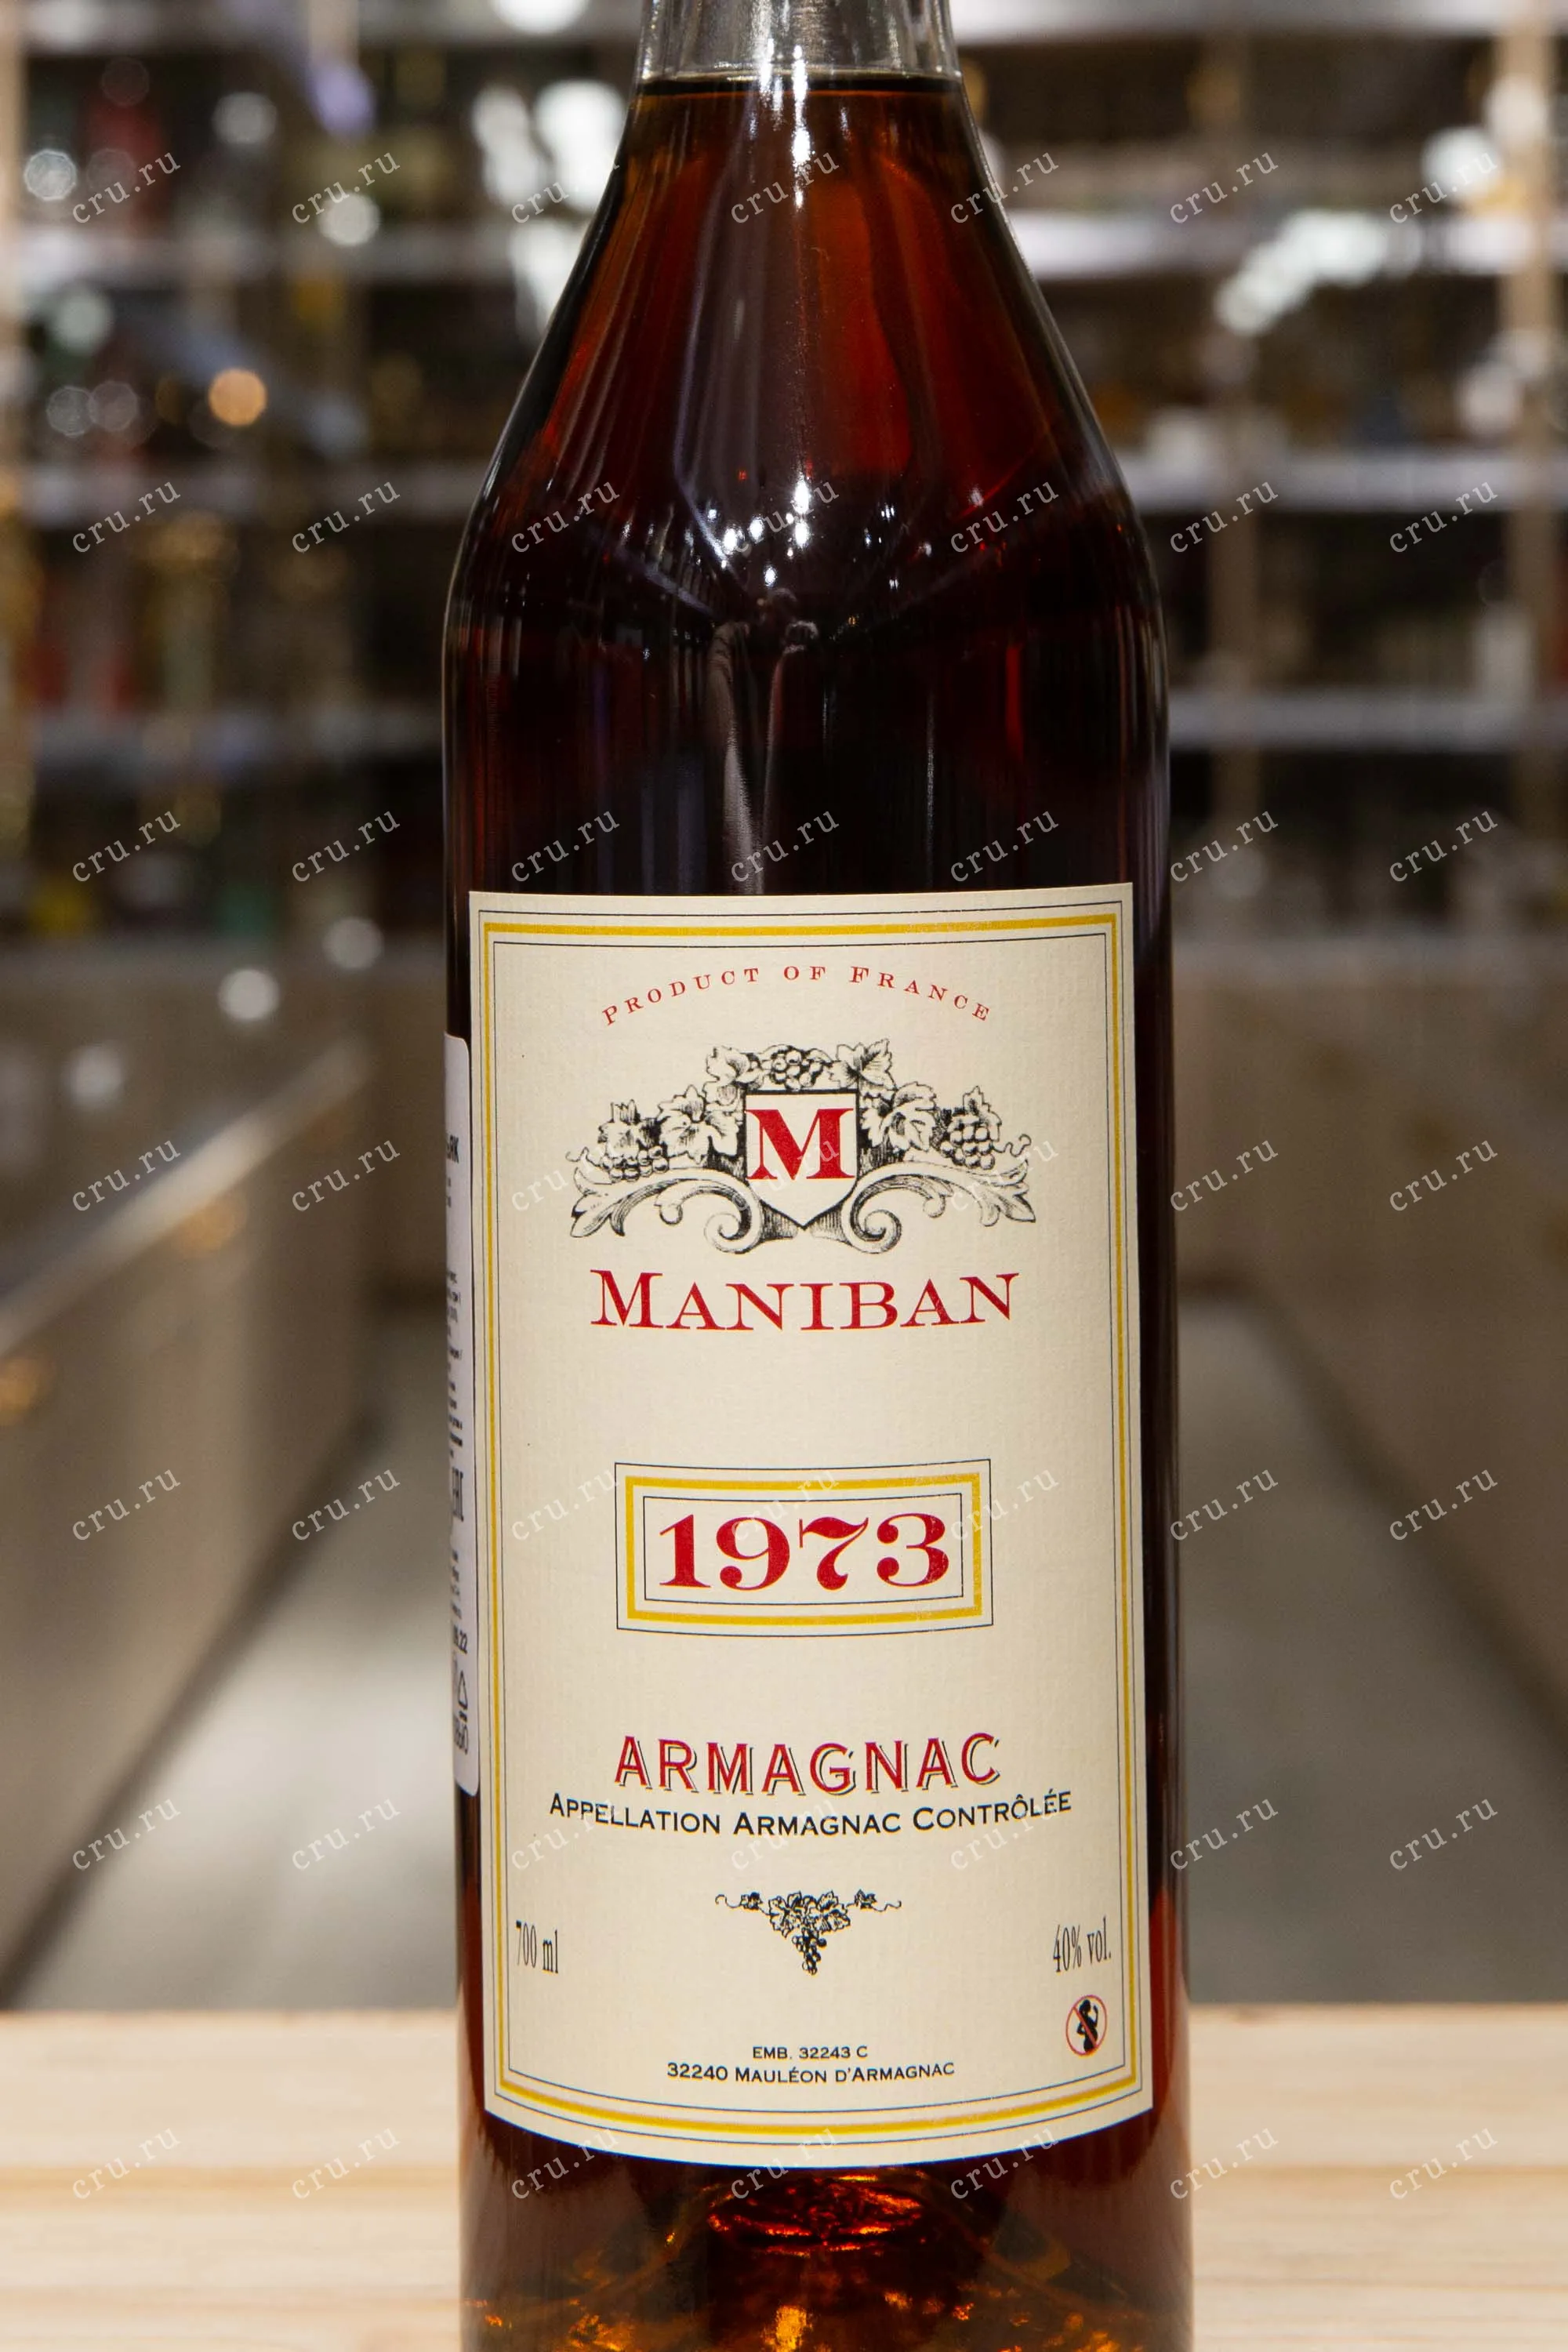 PRODUCT OF FRANCE
M
MANIBAN
1973
ARMAGNAC
APPELLATION ARMAGNAC CONTRÔLÉE
700 ml
40% vol.
EMB. 32243 C
32240 MAULÉON D'ARMAGNAC
cru.ru